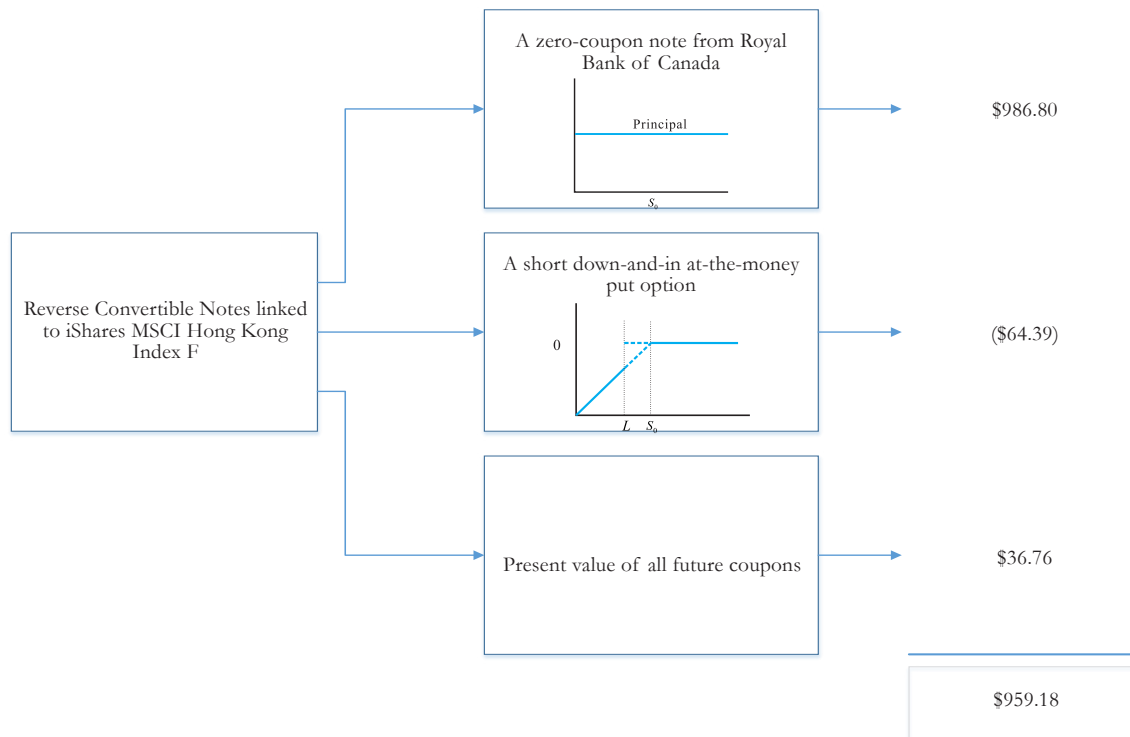 A zero-coupon note from Royal
Bank of Canada
Principal
S₀
$986.80
Reverse Convertible Notes linked
to iShares MSCI Hong Kong
Index F
A short down-and-in at-the-money
put option
0
L S₀
($64.39)
Present value of all future coupons
$36.76
$959.18